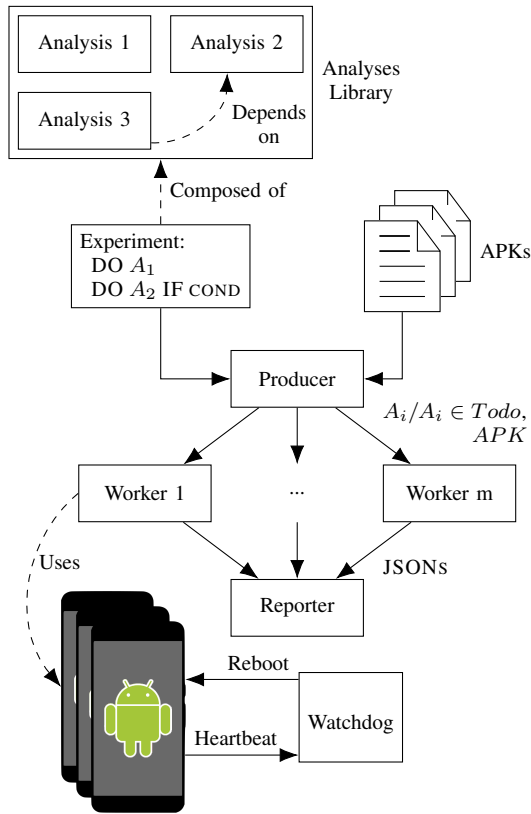 Analysis 1
Analysis 2
Analysis 3
Depends
on
Analyses
Library
Composed of
Experiment:
DO A₁
DO A₂ IF COND
APKs
Producer
Aᵢ/Aᵢ ∈ Todo,
APK
Worker 1
...
Worker m
Uses
JSONs
Reporter
Reboot
Watchdog
Heartbeat